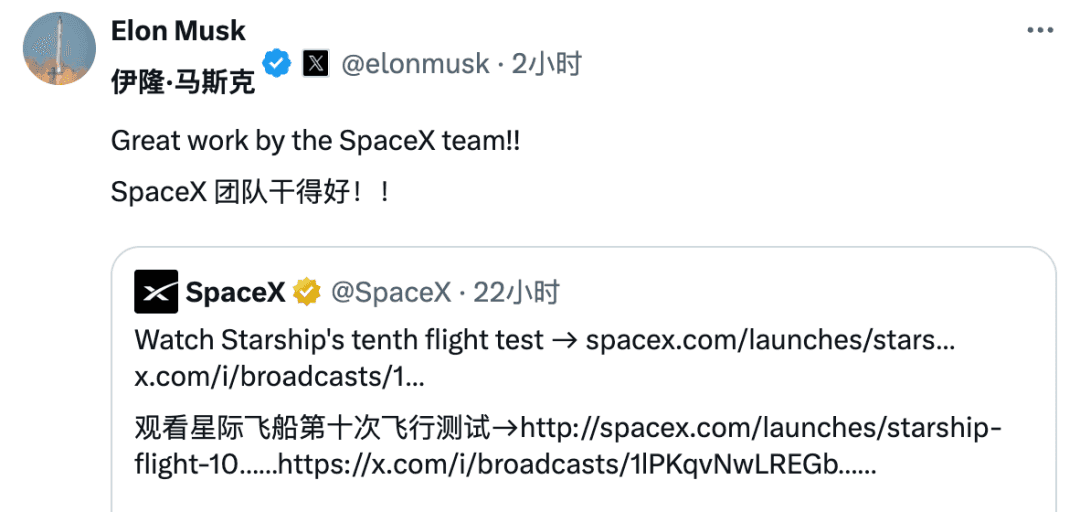 Elon Musk
伊隆·马斯克 @elonmusk · 2小时
Great work by the SpaceX team!!
SpaceX 团队干得好！！
SpaceX @SpaceX · 22小时
Watch Starship's tenth flight test → spacex.com/launches/stars…
x.com/i/broadcasts/1…
观看星际飞船第十次飞行测试→http://spacex.com/launches/starship-
flight-10……https://x.com/i/broadcasts/1lPKqvNwLREGb……